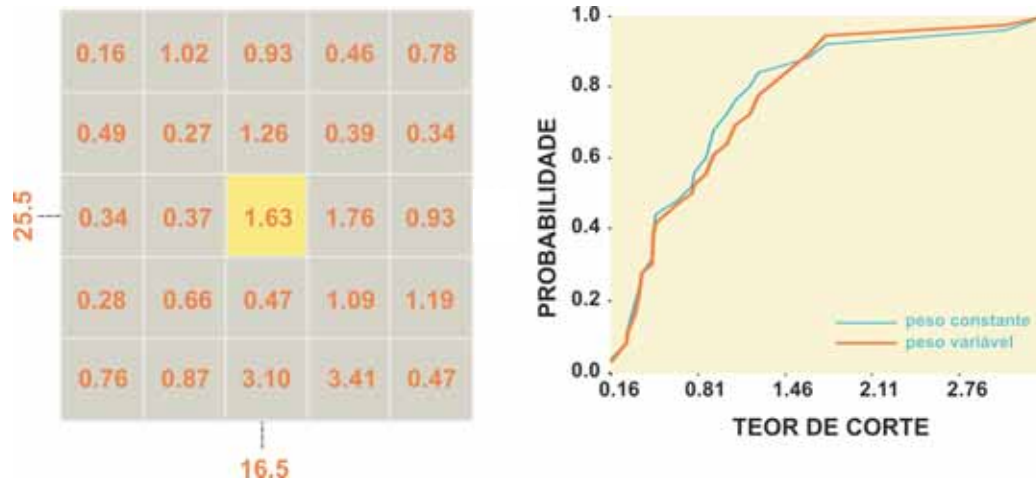 0.16 1.02 0.93 0.46 0.78
0.49 0.27 1.26 0.39 0.34
0.34 0.37 1.63 1.76 0.93
0.28 0.66 0.47 1.09 1.19
0.76 0.87 3.10 3.41 0.47
25.5
16.5
PROBABILIDADE
1.0
0.8
0.6
0.4
0.2
0.0
peso constante
peso variável
0.16 0.81 1.46 2.11 2.76
TEOR DE CORTE